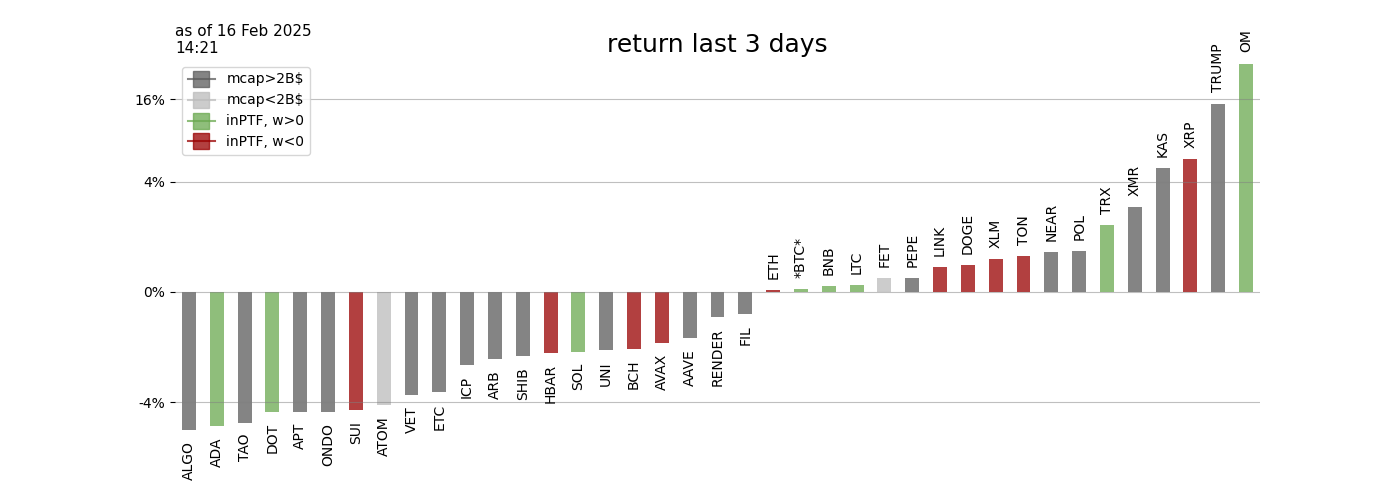 as of 16 Feb 2025
14:21
return last 3 days
mcap>2B$
mcap<2B$
inPTF, w>0
inPTF, w<0
16%
4%
0%
-4%
ALGO
ADA
TAO
DOT
APT
ONDO
SUI
ATOM
VET
ETC
ICP
ARB
SHIB
HBAR
SOL
UNI
BCH
AVAX
AAVE
RENDER
FIL
ETH
*BTC*
BNB
LTC
FET
PEPE
LINK
DOGE
XLM
TON
NEAR
POL
TRX
XMR
KAS
XRP
TRUMP
OM